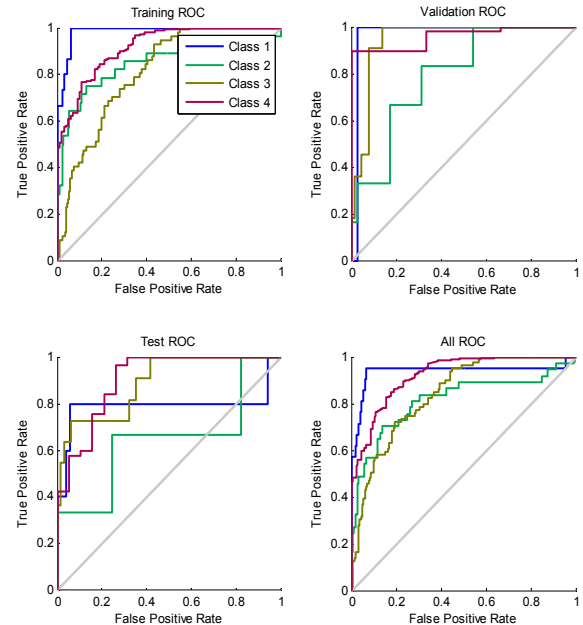 Training ROC
1
0.8
0.6
0.4
0.2
0
True Positive Rate
0 0.2 0.4 0.6 0.8 1
False Positive Rate
Class 1
Class 2
Class 3
Class 4
Validation ROC
1
0.8
0.6
0.4
0.2
0
True Positive Rate
0 0.2 0.4 0.6 0.8 1
False Positive Rate
Test ROC
1
0.8
0.6
0.4
0.2
0
True Positive Rate
0 0.2 0.4 0.6 0.8 1
False Positive Rate
All ROC
1
0.8
0.6
0.4
0.2
0
True Positive Rate
0 0.2 0.4 0.6 0.8 1
False Positive Rate